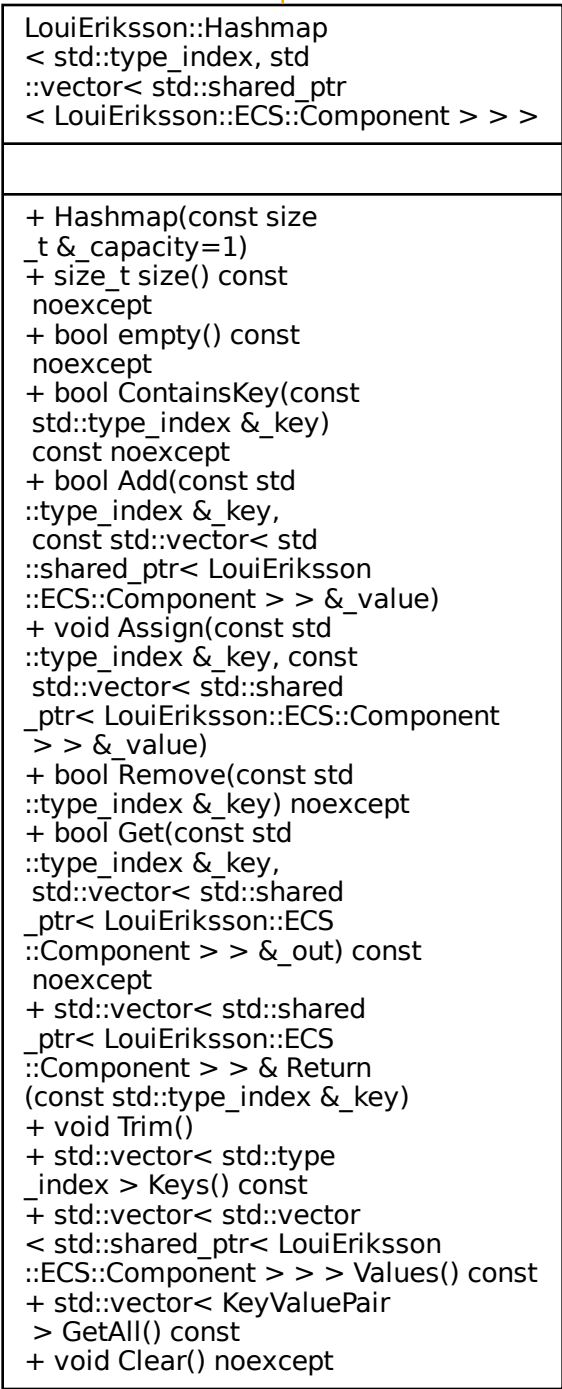 LouiEriksson::Hashmap
< std::type_index, std
::vector< std::shared_ptr
< LouiEriksson::ECS::Component > > >
+ Hashmap(const size
_t &_capacity=1)
+ size_t size() const
noexcept
+ bool empty() const
noexcept
+ bool ContainsKey(const
std::type_index &_key)
const noexcept
+ bool Add(const std
::type_index &_key,
const std::vector< std
::shared_ptr< LouiEriksson
::ECS::Component > > &_value)
+ void Assign(const std
::type_index &_key, const
std::vector< std::shared
_ptr< LouiEriksson::ECS::Component
> > &_value)
+ bool Remove(const std
::type_index &_key) noexcept
+ bool Get(const std
::type_index &_key,
std::vector< std::shared
_ptr< LouiEriksson::ECS
::Component > > &_out) const
noexcept
+ std::vector< std::shared
_ptr< LouiEriksson::ECS
::Component > > & Return
(const std::type_index &_key)
+ void Trim()
+ std::vector< std::type
_index > Keys() const
+ std::vector< std::vector
< std::shared_ptr< LouiEriksson
::ECS::Component > > > Values() const
+ std::vector< KeyValuePair
> GetAll() const
+ void Clear() noexcept